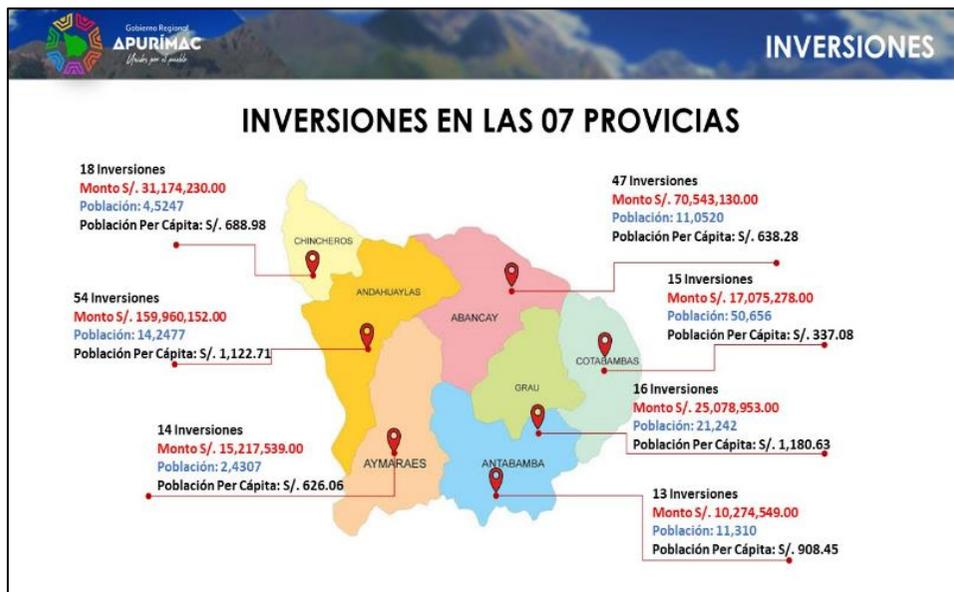 Gobierno Regional
APURÍMAC
Unidos por el pueblo
INVERSIONES
INVERSIONES EN LAS 07 PROVICIAS
18 Inversiones
Monto S/. 31,174,230.00
Población: 4,5247
Población Per Cápita: S/. 688.98
47 Inversiones
Monto S/. 70,543,130.00
Población: 11,0520
Población Per Cápita: S/. 638.28
54 Inversiones
Monto S/. 159,960,152.00
Población: 14,2477
Población Per Cápita: S/. 1,122.71
15 Inversiones
Monto S/. 17,075,278.00
Población: 50,656
Población Per Cápita: S/. 337.08
14 Inversiones
Monto S/. 15,217,539.00
Población: 2,4307
Población Per Cápita: S/. 626.06
16 Inversiones
Monto S/. 25,078,953.00
Población: 21,242
Población Per Cápita: S/. 1,180.63
13 Inversiones
Monto S/. 10,274,549.00
Población: 11,310
Población Per Cápita: S/. 908.45
CHINCHEROS
ANDAHUAYLAS
ABANCAY
COTABAMBAS
GRAU
AYMARAES
ANTABAMBA